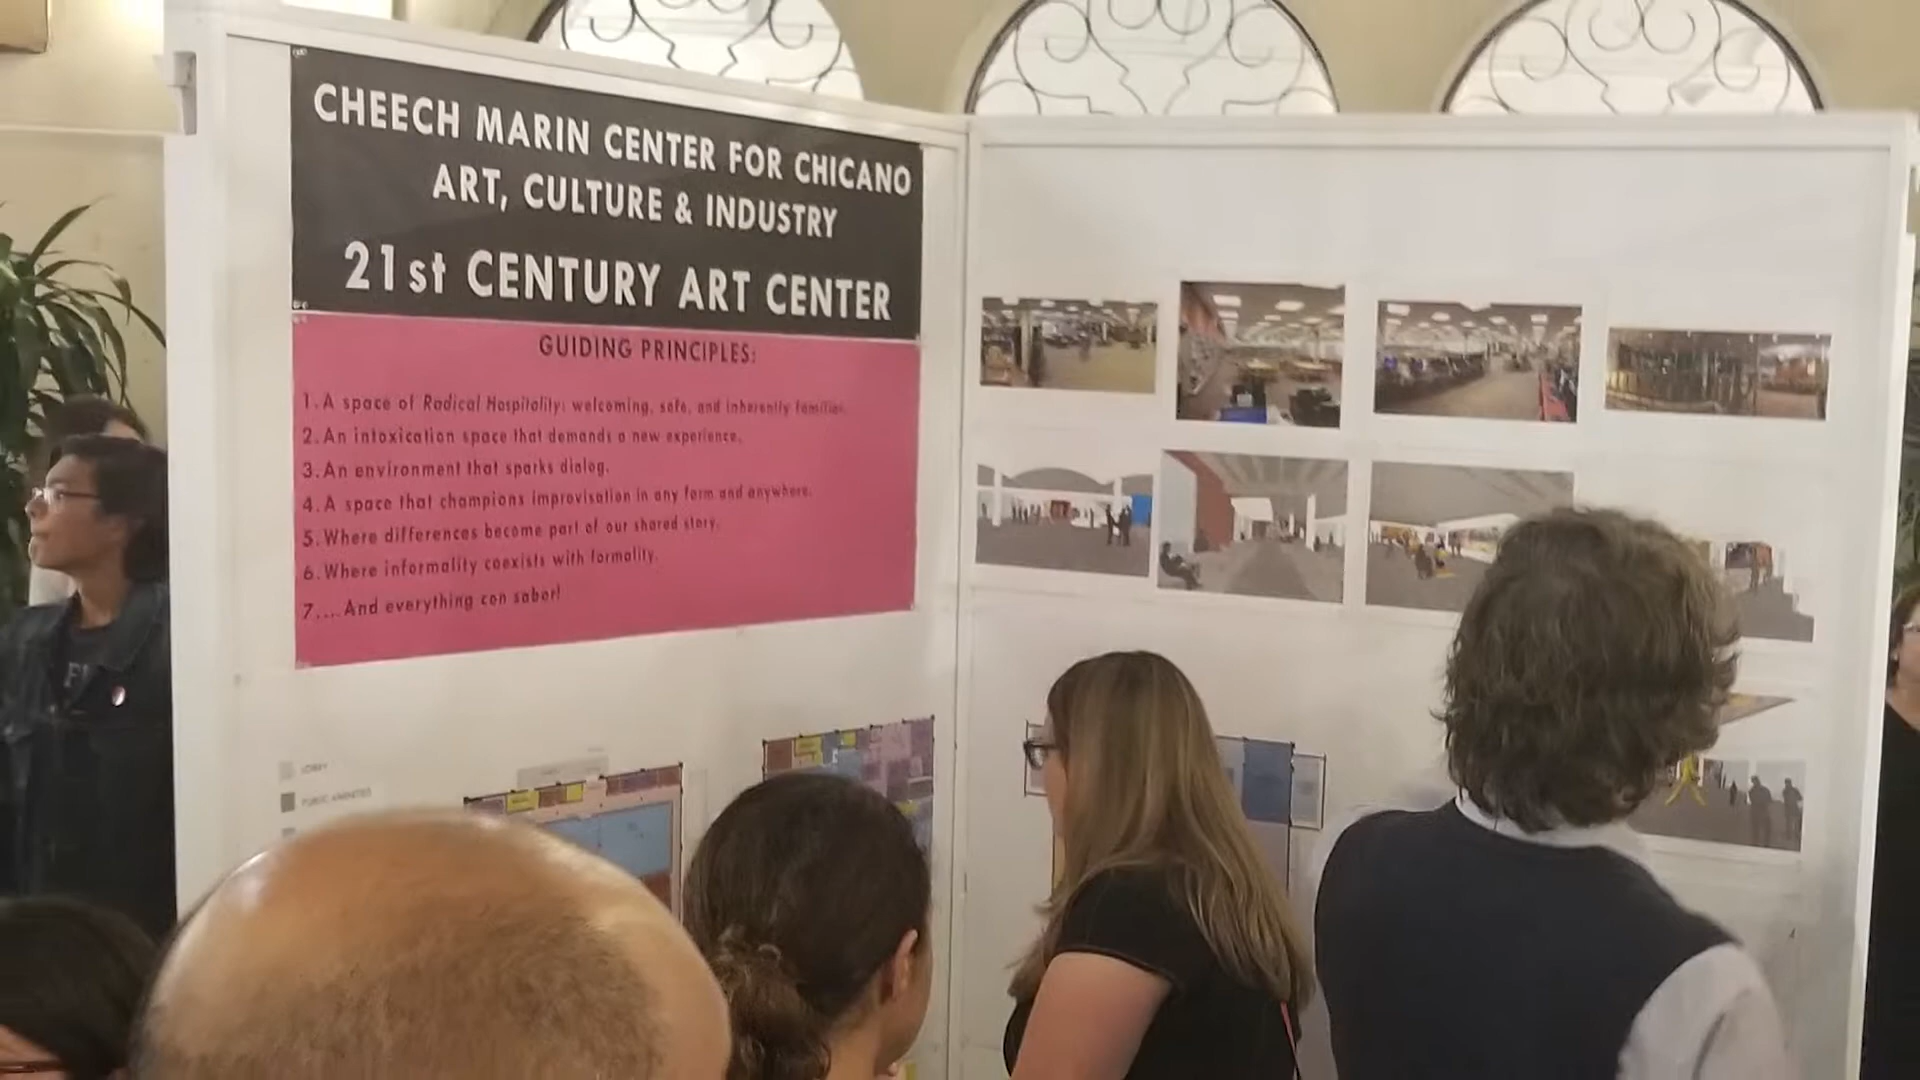 CHEECH MARIN CENTER FOR CHICANO
ART, CULTURE & INDUSTRY
21st CENTURY ART CENTER
GUIDING PRINCIPLES:
1. A space of Radical Hospitality: welcoming, safe, and inherently familiar.
2. An intoxication space that demands a new experience.
3. An environment that sparks dialog.
4. A space that champions improvisation in any form and anywhere.
5. Where differences become part of our shared story.
6. Where informality coexists with formality.
7. ... And everything con sabor!
LOBBY
PUBLIC AMENITIES